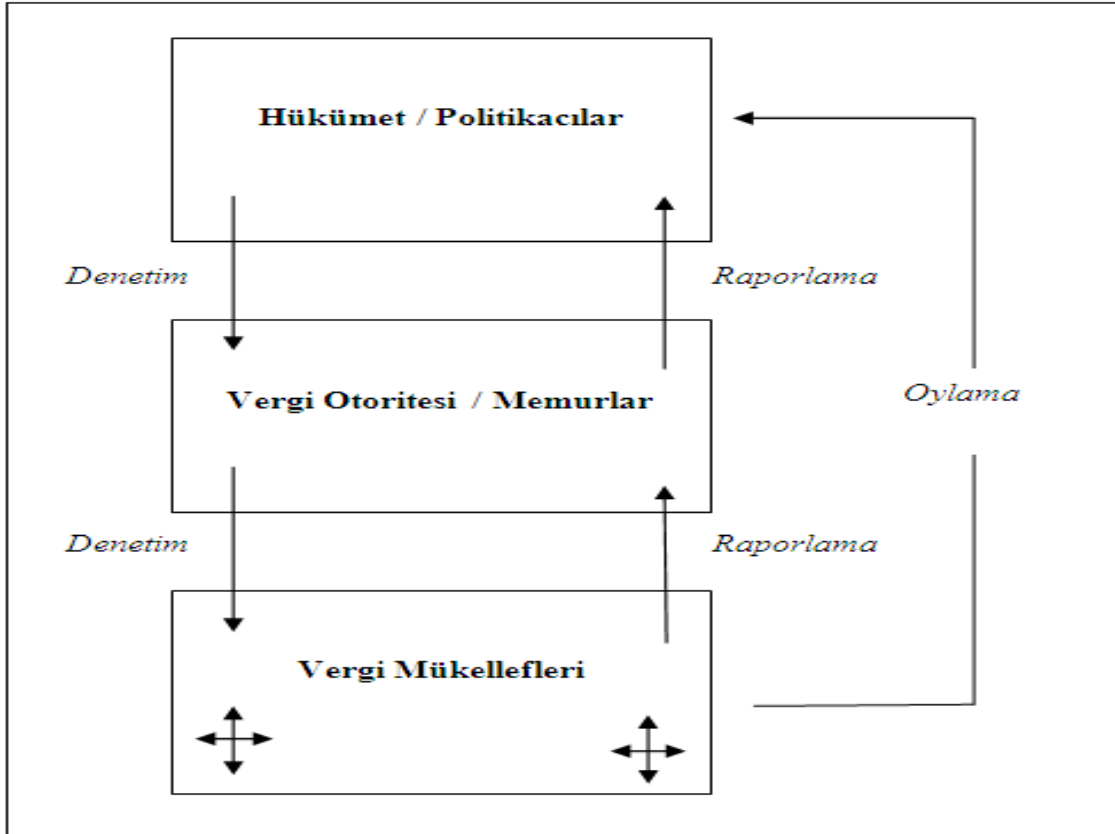 Hükümet / Politikacılar
Denetim
Raporlama
Vergi Otoritesi / Memurlar
Oylama
Denetim
Raporlama
Vergi Mükellefleri